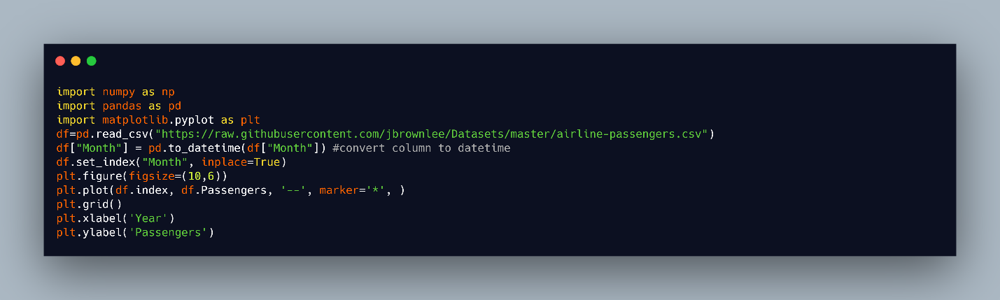 import numpy as np
import pandas as pd
import matplotlib.pyplot as plt
df=pd.read_csv("https://raw.githubusercontent.com/jbrownlee/Datasets/master/airline-passengers.csv")
df["Month"] = pd.to_datetime(df["Month"]) #convert column to datetime
df.set_index("Month", inplace=True)
plt.figure(figsize=(10,6))
plt.plot(df.index, df.Passengers, '--', marker='*', )
plt.grid()
plt.xlabel('Year')
plt.ylabel('Passengers')